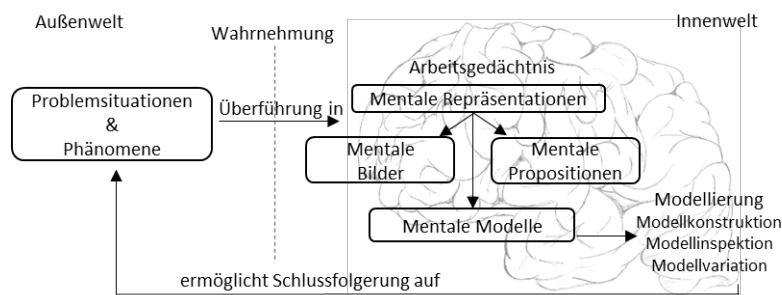 Außenwelt
Wahrnehmung
Innenwelt
Arbeitsgedächtnis
Problemsituationen
&
Phänomene
Überführung in
Mentale Repräsentationen
Mentale
Bilder
Mentale
Propositionen
Mentale Modelle
Modellierung
Modellkonstruktion
Modellinspektion
Modellvariation
ermöglicht Schlussfolgerung auf